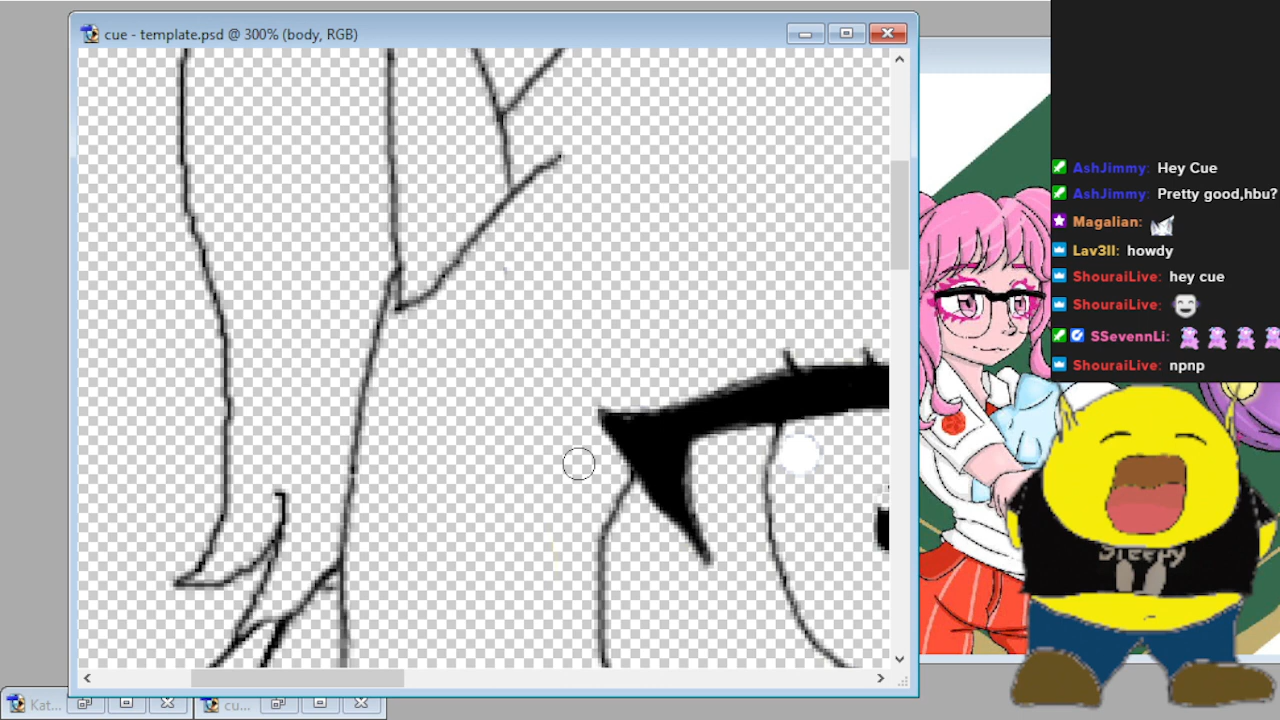 cue - template.psd @ 300% (body, RGB)
AshJimmy: Hey Cue
AshJimmy: Pretty good,hbu?
Magalian:
Lav3ll: howdy
ShouraiLive: hey cue
ShouraiLive:
SSevennLi:
ShouraiLive: npnp
Sleepy
Kat...
cu...